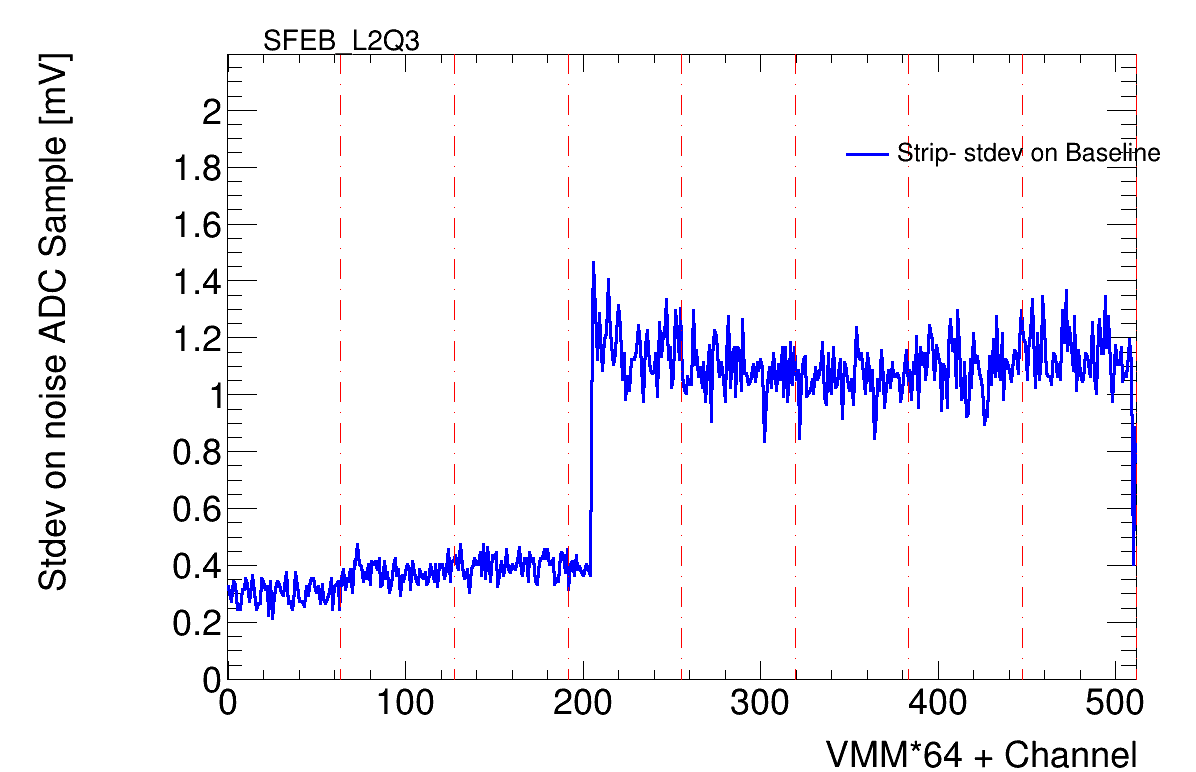 SFEB_L2Q3
Stdev on noise ADC Sample [mV]
Strip- stdev on Baseline
2
1.8
1.6
1.4
1.2
1
0.8
0.6
0.4
0.2
0
0 100 200 300 400 500
VMM*64 + Channel